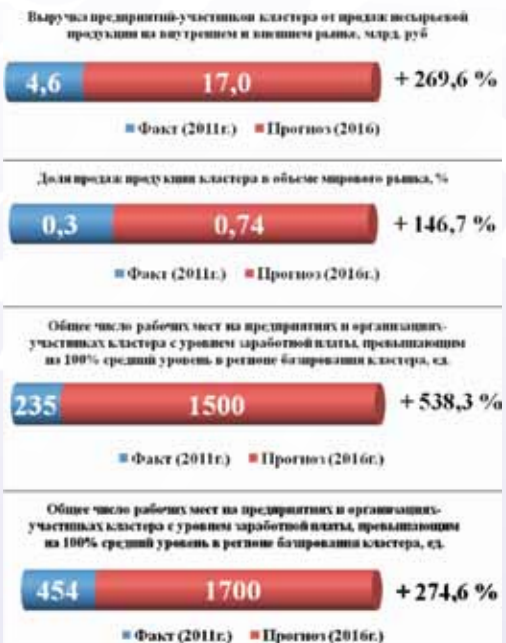 Выручка предприятий-участников кластера от продаж несырьевой
продукции на внутреннем и внешнем рынке, млрд. руб
4,6 17,0 + 269,6 %
Факт (2011г.) Прогноз (2016)
Доля продаж продукции кластера в объеме мирового рынка, %
0,3 0,74 + 146,7 %
Факт (2011г.) Прогноз (2016г.)
Общее число рабочих мест на предприятиях и организациях-
участниках кластера с уровнем заработной платы, превышающим
на 100% средний уровень в регионе базирования кластера, ед.
235 1500 + 538,3 %
Факт (2011г.) Прогноз (2016г.)
Общее число рабочих мест на предприятиях и организациях-
участниках кластера с уровнем заработной платы, превышающим
на 100% средний уровень в регионе базирования кластера, ед.
454 1700 + 274,6 %
Факт (2011г.) Прогноз (2016г.)